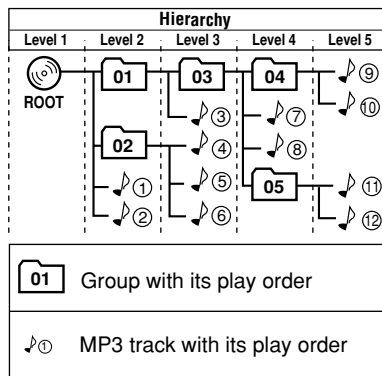 Hierarchy
Level 1 Level 2 Level 3 Level 4 Level 5
01 03 04 ⑨
ROOT ⑩
③ ⑦
02 ④ ⑧
① ⑤ 05 ⑪
② ⑥ ⑫
01 Group with its play order
① MP3 track with its play order